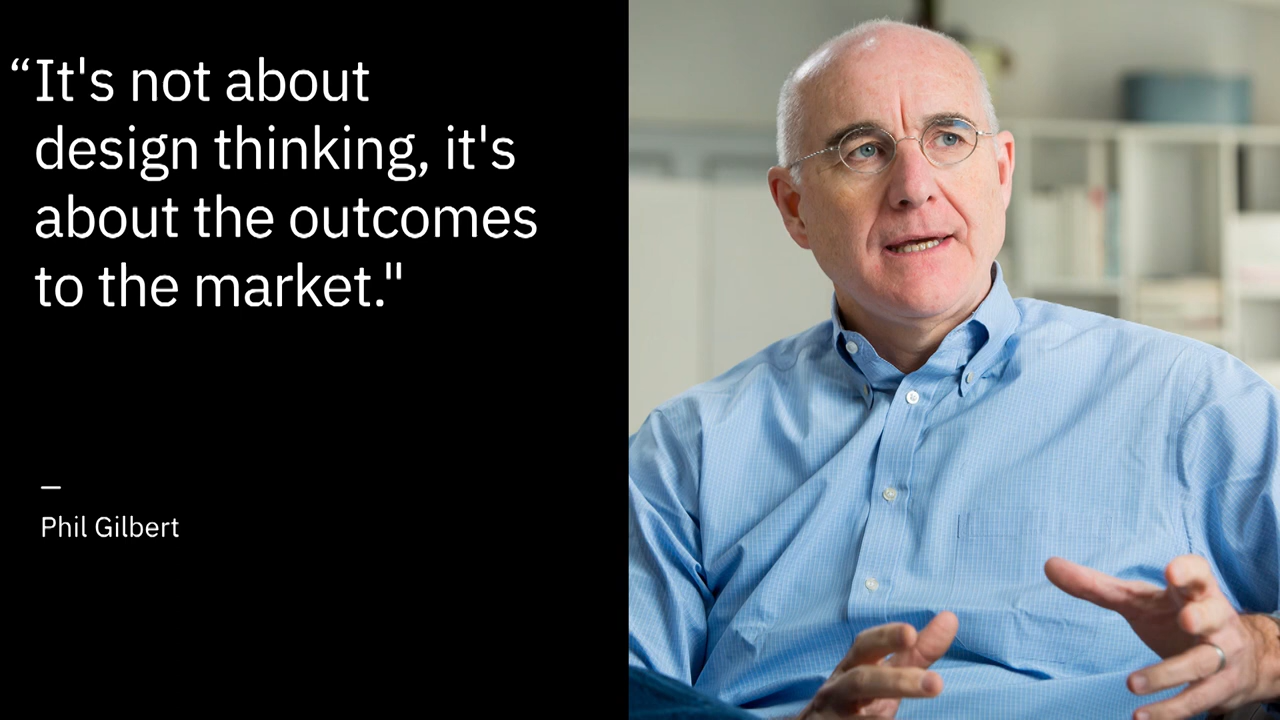 “It's not about
design thinking, it's
about the outcomes
to the market."
—
Phil Gilbert